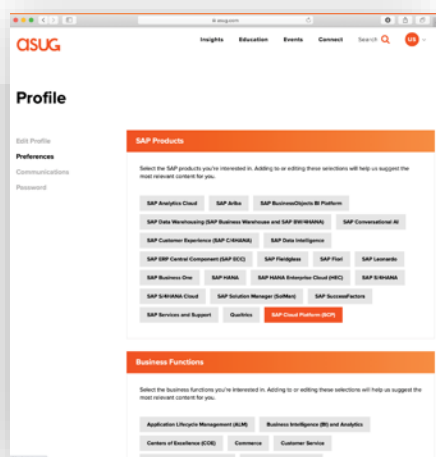 asug.com
asug
Insights Education Events Connect Search US
Profile
Edit Profile
Preferences
Communications
Password
SAP Products
Select the SAP products you're interested in. Adding to or editing these selections will help us suggest the
most relevant content for you.
SAP Analytics Cloud SAP Ariba SAP BusinessObjects BI Platform
SAP Data Warehousing (SAP Business Warehouse and SAP BW/4HANA) SAP Conversational AI
SAP Customer Experience (SAP C/4HANA) SAP Data Intelligence
SAP ERP Central Component (SAP ECC) SAP Fieldglass SAP Fiori SAP Leonardo
SAP Business One SAP HANA SAP HANA Enterprise Cloud (HEC) SAP S/4HANA
SAP S/4HANA Cloud SAP Solution Manager (SolMan) SAP SuccessFactors
SAP Services and Support Qualtrics SAP Cloud Platform (SCP)
Business Functions
Select the business functions you're interested in. Adding to or editing these selections will help us suggest the
most relevant content for you.
Application Lifecycle Management (ALM) Business Intelligence (BI) and Analytics
Centers of Excellence (COE) Commerce Customer Service